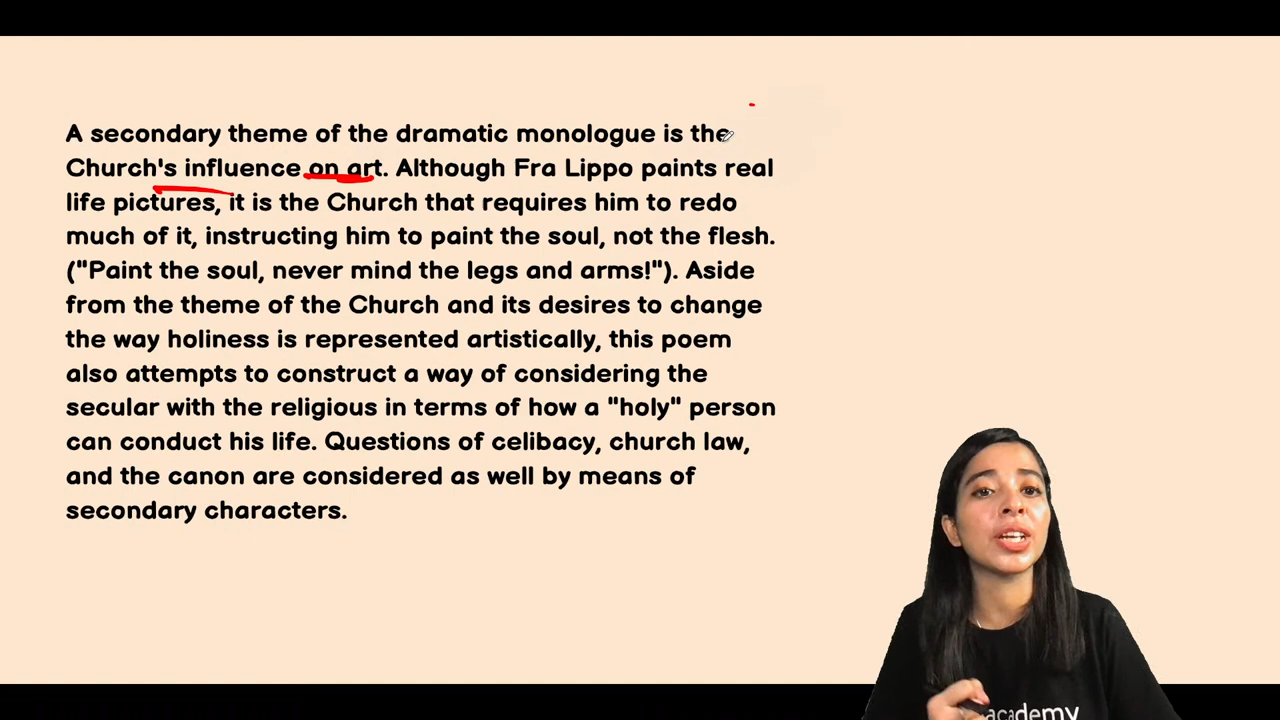 A secondary theme of the dramatic monologue is the
Church's influence on art. Although Fra Lippo paints real
life pictures, it is the Church that requires him to redo
much of it, instructing him to paint the soul, not the flesh.
("Paint the soul, never mind the legs and arms!"). Aside
from the theme of the Church and its desires to change
the way holiness is represented artistically, this poem
also attempts to construct a way of considering the
secular with the religious in terms of how a "holy" person
can conduct his life. Questions of celibacy, church law,
and the canon are considered as well by means of
secondary characters.
academy